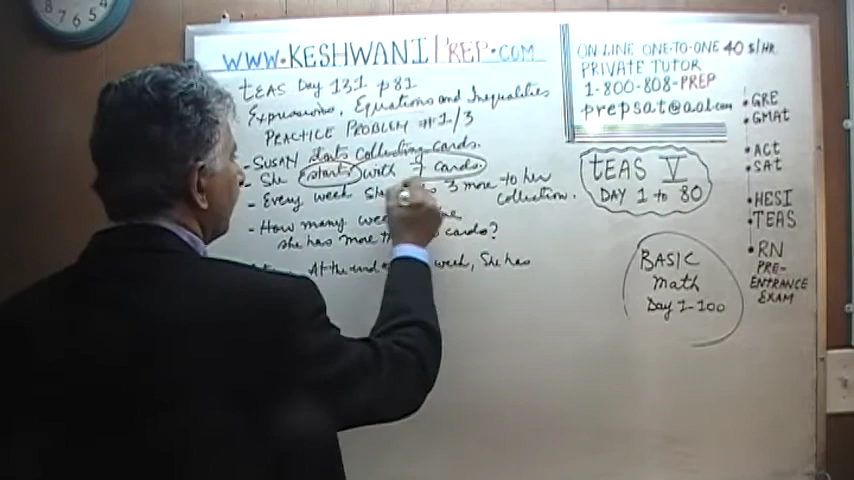 8 7 6 5 4
WWW.KESHWANI PREP.COM
TEAS Day 131 p81
Expressions, Equations and Inequalities
PRACTICE PROBLEM #1/3
- SUSAN starts collecting cards.
- She starts with cards
- Every week she 3 more to her
collection.
- How many
she has more cards?
At the end week, She has
ON LINE ONE-TO-ONE 40 $/HR
PRIVATE TUTOR
1-800-808-PREP
prepsat@aol.com
TEAS V
DAY 1 to 80
BASIC
math
Day 1-100
• GRE
• GMAT
• ACT
• SAT
• HESI
• TEAS
• RN
PRE-
ENTRANCE
EXAM